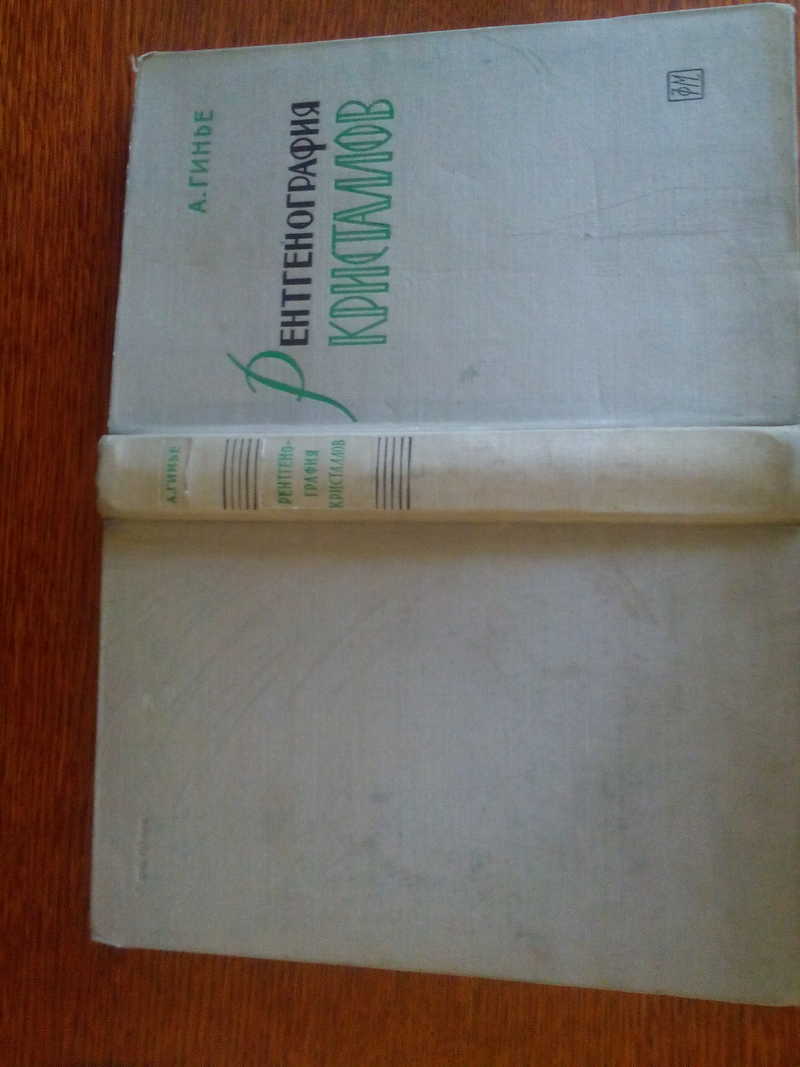 А. ГИНЬЕ
РЕНТГЕНОГРАФИЯ
КРИСТАЛЛОВ
ФМ
А. ГИНЬЕ
РЕНТГЕНО-
ГРАФИЯ
КРИСТАЛЛОВ